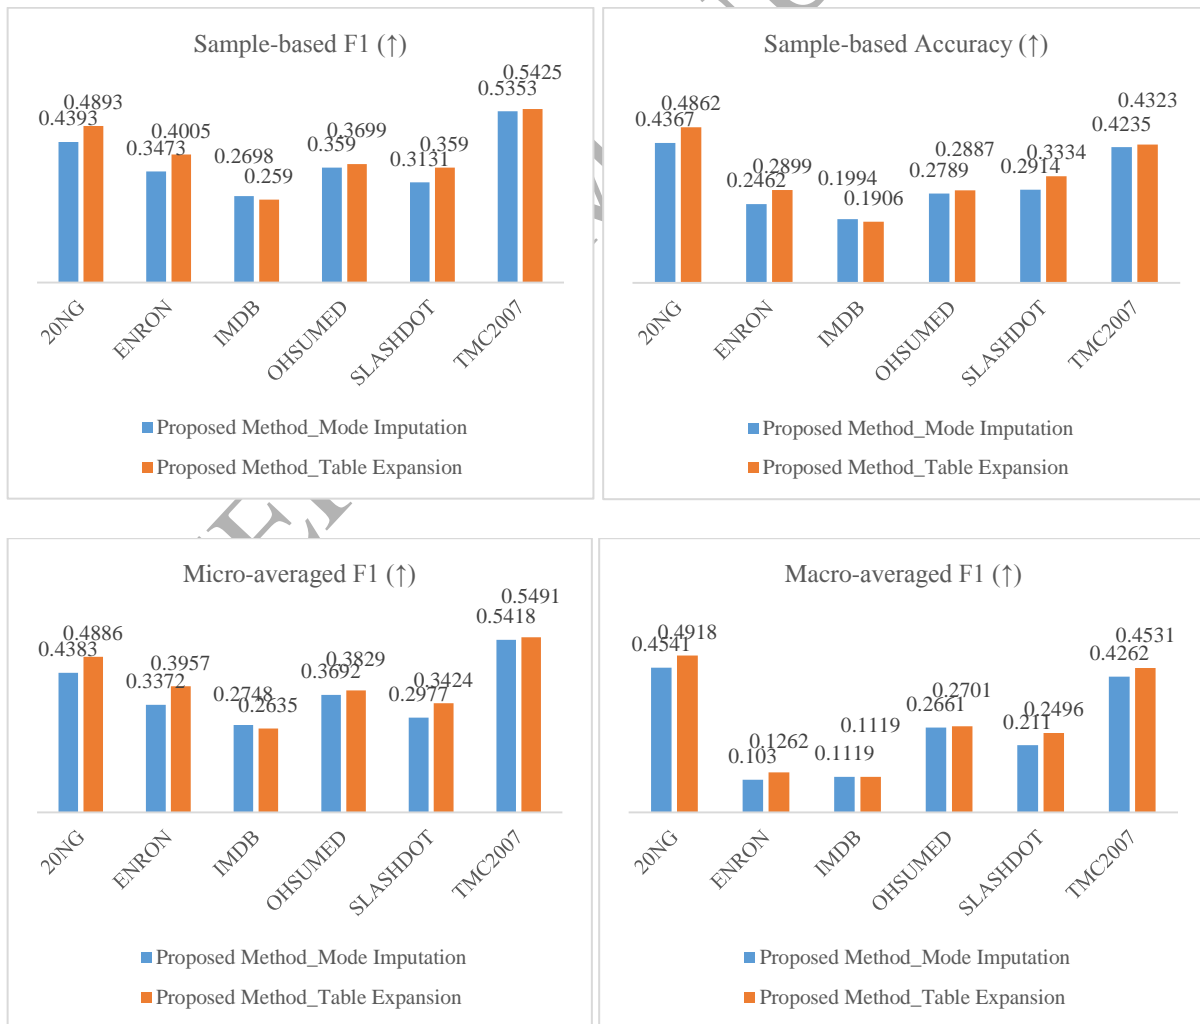 Sample-based F1 (↑)
0.4393 0.4893 0.3473 0.4005 0.2698 0.259 0.359 0.3699 0.3131 0.359 0.5353 0.5425
20NG ENRON IMDB OHSUMED SLASHDOT TMC2007
Proposed Method_Mode Imputation
Proposed Method_Table Expansion
Sample-based Accuracy (↑)
0.4367 0.4862 0.2462 0.2899 0.1994 0.1906 0.2789 0.2887 0.2914 0.3334 0.4235 0.4323
20NG ENRON IMDB OHSUMED SLASHDOT TMC2007
Proposed Method_Mode Imputation
Proposed Method_Table Expansion
Micro-averaged F1 (↑)
0.4383 0.4886 0.3372 0.3957 0.2748 0.2635 0.3692 0.3829 0.2977 0.3424 0.5418 0.5491
20NG ENRON IMDB OHSUMED SLASHDOT TMC2007
Proposed Method_Mode Imputation
Proposed Method_Table Expansion
Macro-averaged F1 (↑)
0.4541 0.4918 0.103 0.1262 0.1119 0.1119 0.2661 0.2701 0.211 0.2496 0.4262 0.4531
20NG ENRON IMDB OHSUMED SLASHDOT TMC2007
Proposed Method_Mode Imputation
Proposed Method_Table Expansion